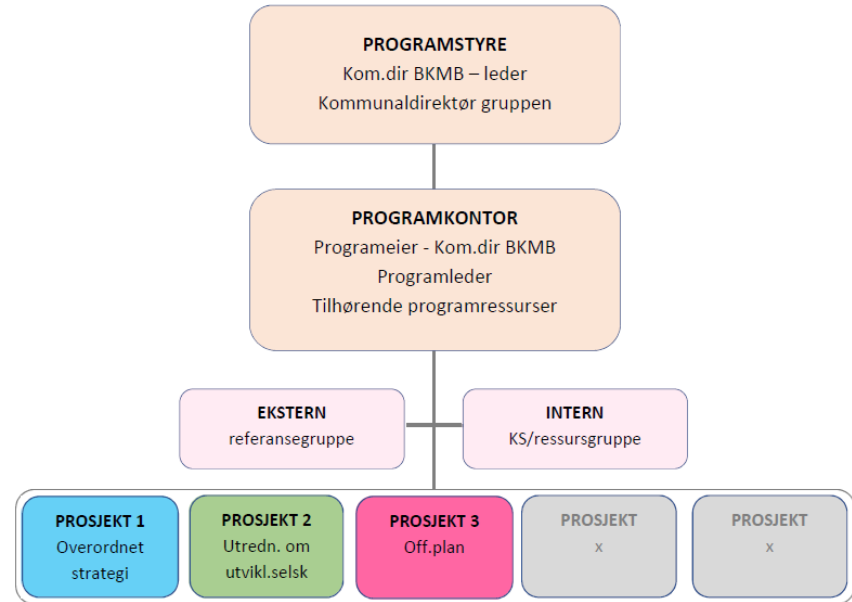 PROGRAMSTYRE
Kom.dir BKMB – leder
Kommunaldirektør gruppen
PROGRAMKONTOR
Programeier - Kom.dir BKMB
Programleder
Tilhørende programressurser
EKSTERN
referansegruppe
INTERN
KS/ressursgruppe
PROSJEKT 1
Overordnet
strategi
PROSJEKT 2
Utredn. om
utvikl.selsk
PROSJEKT 3
Off.plan
PROSJEKT
x
PROSJEKT
x